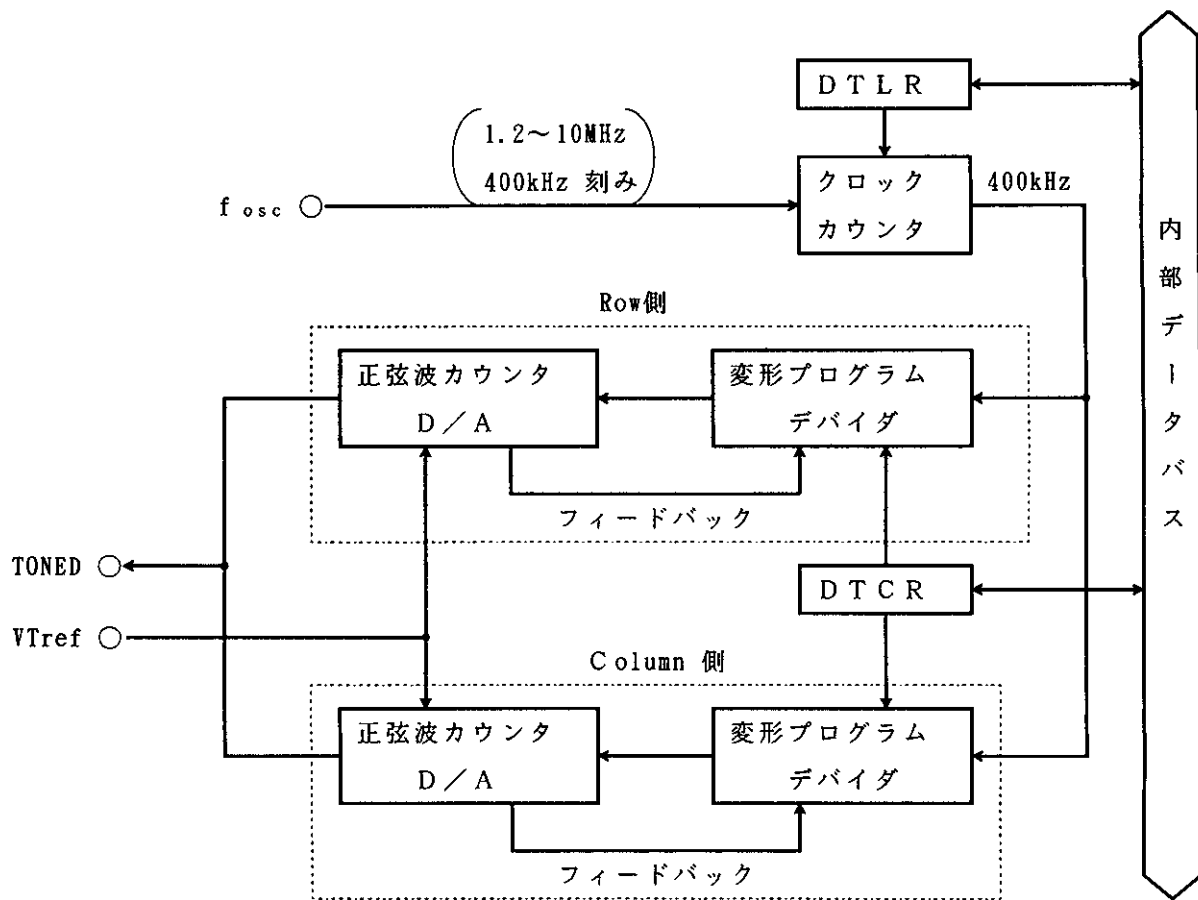 DTLR
1.2～10MHz
400kHz 刻み
fosc
クロック
カウンタ
400kHz
内部データバス
Row側
正弦波カウンタ
D／A
変形プログラム
デバイダ
フィードバック
TONED
DTCR
VTref
Column 側
正弦波カウンタ
D／A
変形プログラム
デバイダ
フィードバック